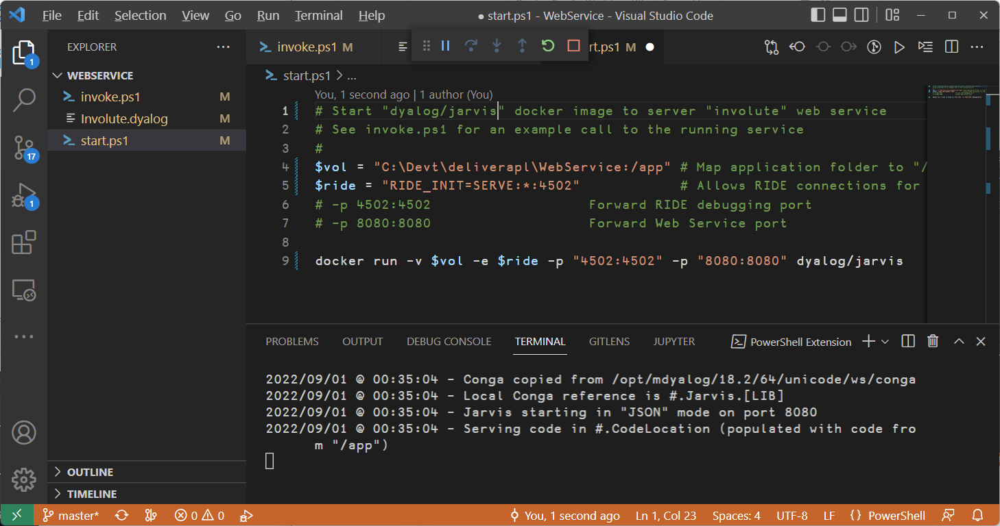 File Edit Selection View Go Run Terminal Help ● start.ps1 - WebService - Visual Studio Code
EXPLORER ···
WEBSERVICE
invoke.ps1 M
Involute.dyalog M
start.ps1 M
OUTLINE
TIMELINE
1
17
1
invoke.ps1 M
rt.ps1 M
start.ps1 > ...
You, 1 second ago | 1 author (You)
1 # Start "dyalog/jarvis" docker image to server "involute" web service
2 # See invoke.ps1 for an example call to the running service
3 #
4 $vol = "C:\Devt\deliverapl\WebService:/app" # Map application folder to "/
5 $ride = "RIDE_INIT=SERVE:*:4502" # Allows RIDE connections for
6 # -p 4502:4502 Forward RIDE debugging port
7 # -p 8080:8080 Forward Web Service port
8
9 docker run -v $vol -e $ride -p "4502:4502" -p "8080:8080" dyalog/jarvis
PROBLEMS OUTPUT DEBUG CONSOLE TERMINAL GITLENS JUPYTER PowerShell Extension
2022/09/01 @ 00:35:04 - Conga copied from /opt/mdyalog/18.2/64/unicode/ws/conga
2022/09/01 @ 00:35:04 - Local Conga reference is #.Jarvis.[LIB]
2022/09/01 @ 00:35:04 - Jarvis starting in "JSON" mode on port 8080
2022/09/01 @ 00:35:04 - Serving code in #.CodeLocation (populated with code fro
m "/app")
master* 0 0 You, 1 second ago Ln 1, Col 23 Spaces: 4 UTF-8 LF {} PowerShell